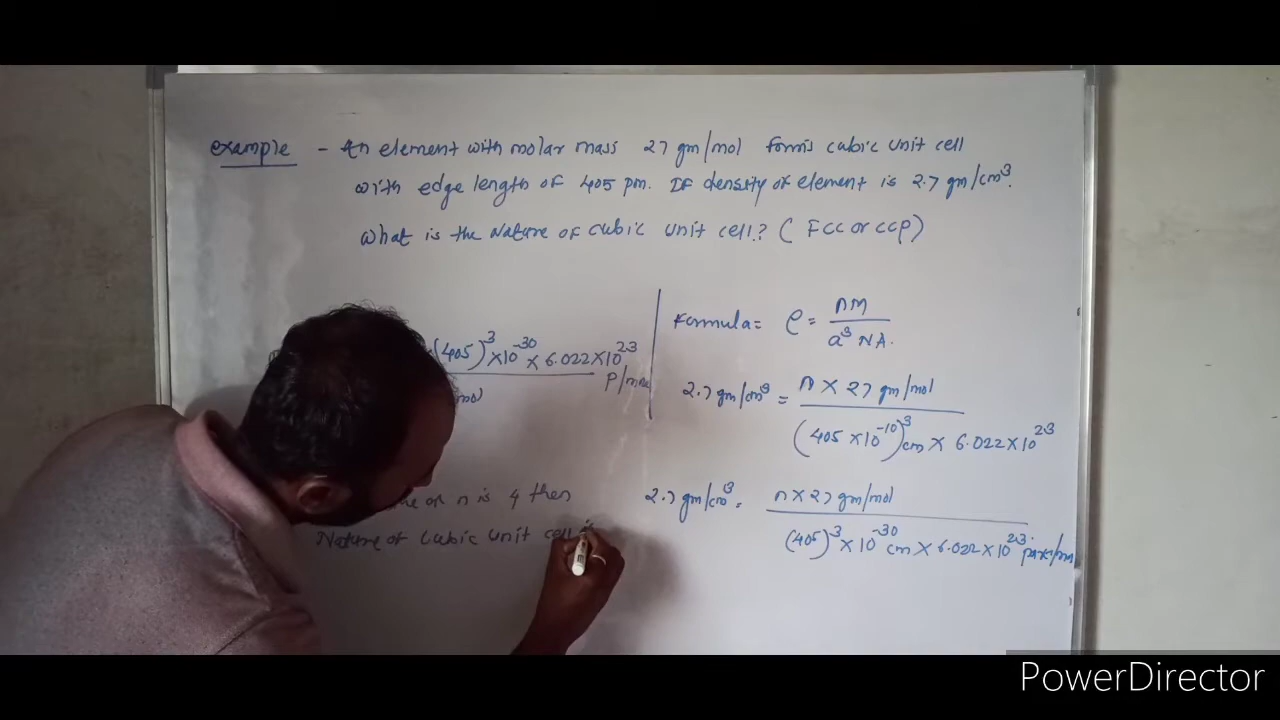 example - An element with molar mass 27 gm/mol forms cubic unit cell
with edge length of 405 pm. If density of element is 2.7 gm/cm³.
What is the Nature of cubic unit cell? ( FCC or CCP)
(405)³ ×10⁻³⁰ × 6.022×10²³
Formula = ρ = nM / a³ NA.
2.7 gm/cm³ = n × 27 gm/mol / (405 ×10⁻¹⁰)³ cm × 6.022×10²³
of n is 4 then
Nature of cubic unit cell is
2.7 gm/cm³ = n × 27 gm/mol / (405)³ ×10⁻³⁰ cm × 6.022×10²³
PowerDirector